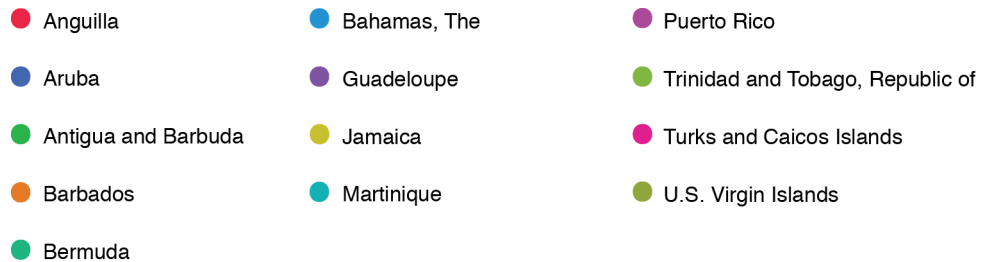 Anguilla
Aruba
Antigua and Barbuda
Barbados
Bermuda
Bahamas, The
Guadeloupe
Jamaica
Martinique
Puerto Rico
Trinidad and Tobago, Republic of
Turks and Caicos Islands
U.S. Virgin Islands